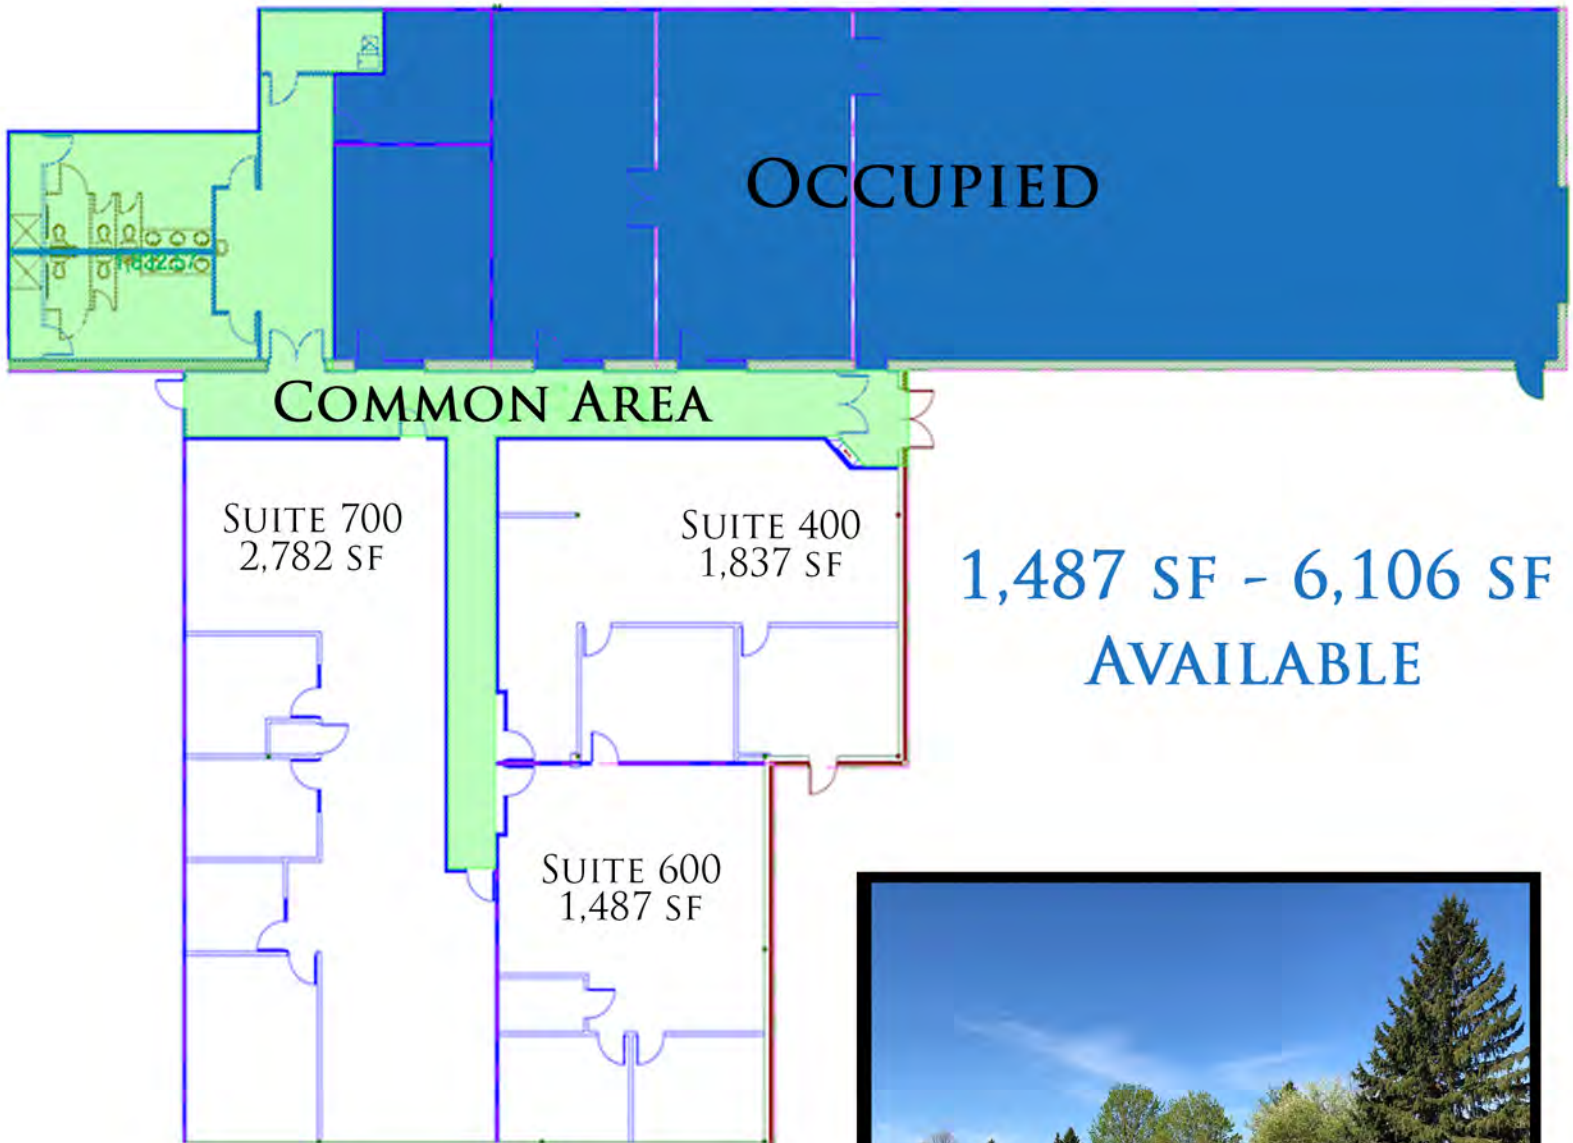 OCCUPIED
COMMON AREA
SUITE 700
2,782 SF
SUITE 400
1,837 SF
1,487 SF - 6,106 SF
AVAILABLE
SUITE 600
1,487 SF